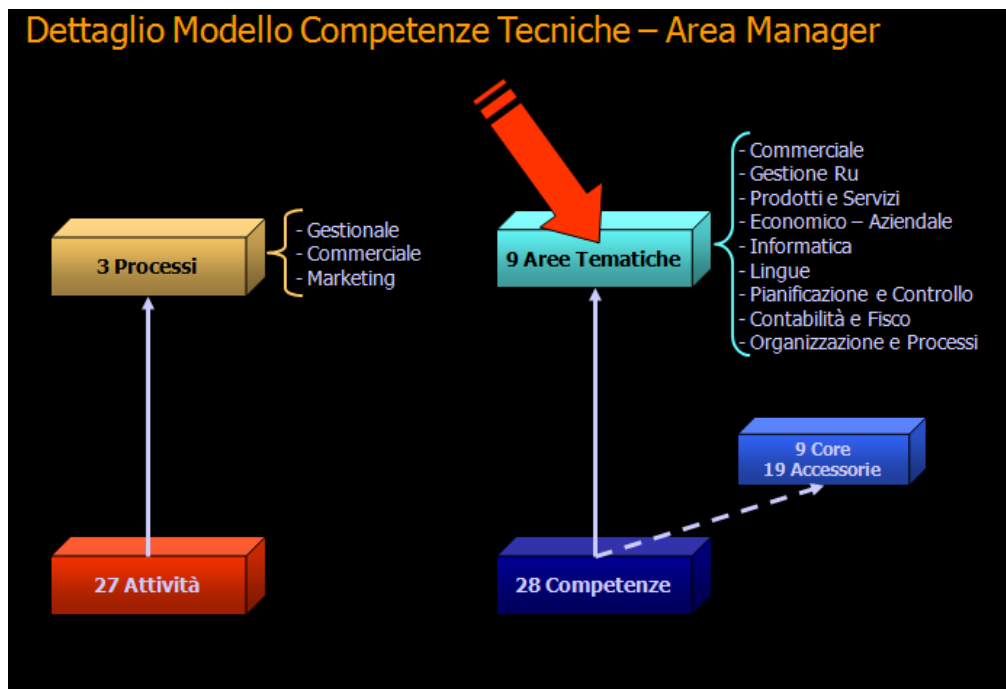 Dettaglio Modello Competenze Tecniche – Area Manager
3 Processi
- Gestionale
- Commerciale
- Marketing
9 Aree Tematiche
- Commerciale
- Gestione Ru
- Prodotti e Servizi
- Economico – Aziendale
- Informatica
- Lingue
- Pianificazione e Controllo
- Contabilità e Fisco
- Organizzazione e Processi
9 Core
19 Accessorie
27 Attività
28 Competenze